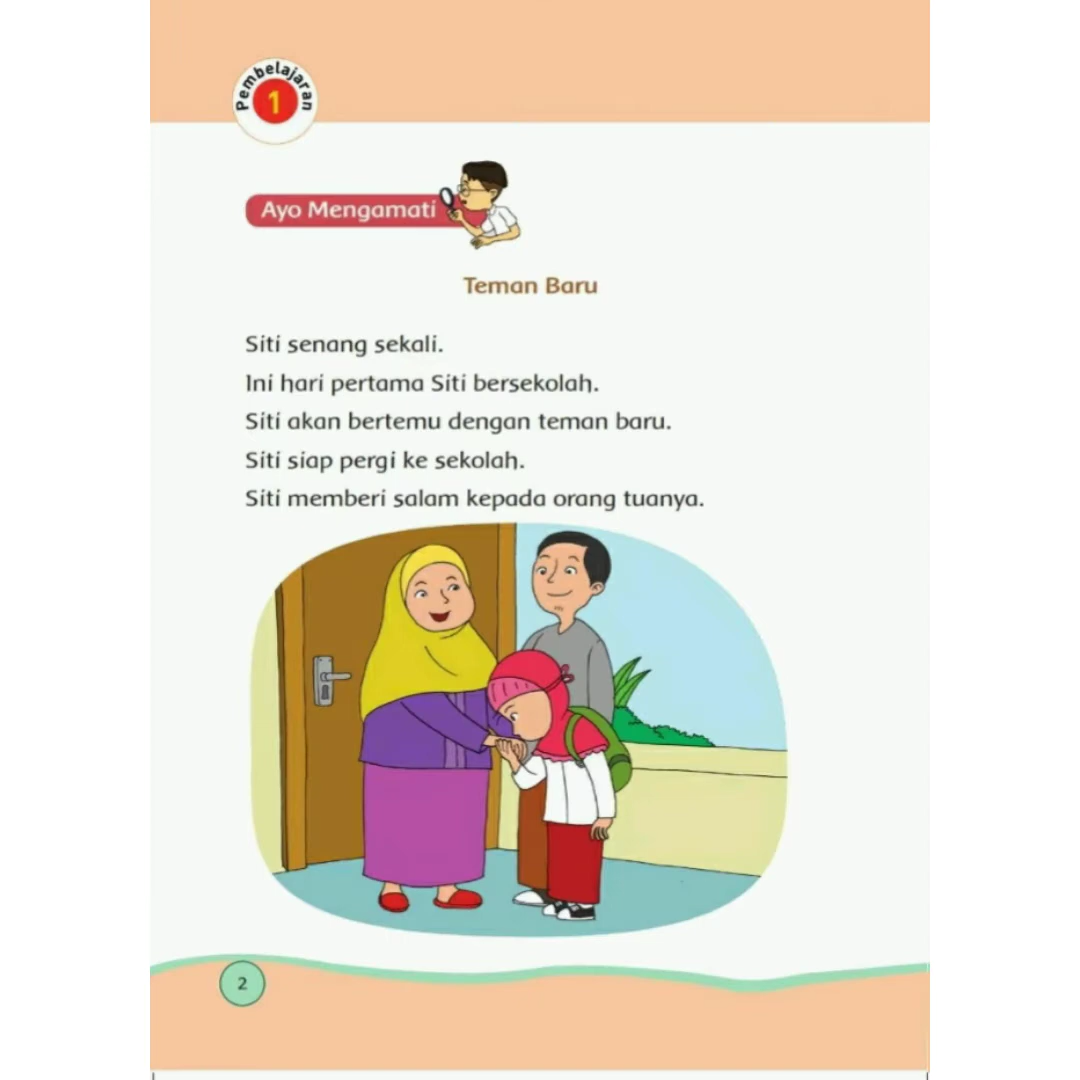 Pembelajaran
1
Ayo Mengamati
Teman Baru
Siti senang sekali.
Ini hari pertama Siti bersekolah.
Siti akan bertemu dengan teman baru.
Siti siap pergi ke sekolah.
Siti memberi salam kepada orang tuanya.
2